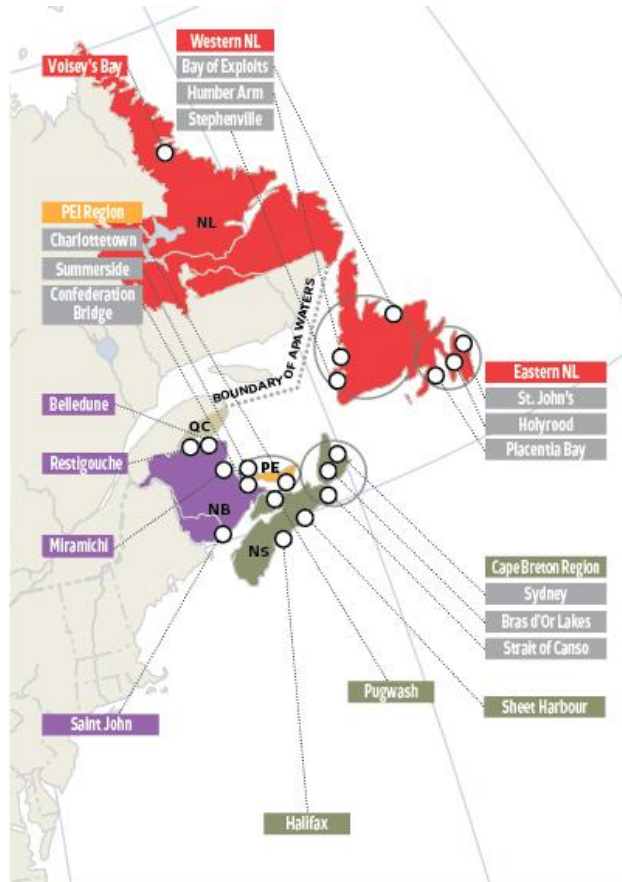 Western NL
Voisey's Bay
Bay of Exploits
Humber Arm
Stephenville
PEI Region
NL
Charlottetown
Summerside
Confederation
Bridge
BOUNDARY OF APA WATERS
Eastern NL
St. John's
Holyrood
Placentia Bay
Belledune
QC
Restigouche
PE
NB
Miramichi
NS
Cape Breton Region
Sydney
Bras d'Or Lakes
Strait of Canso
Pugwash
Sheet Harbour
Saint John
Halifax